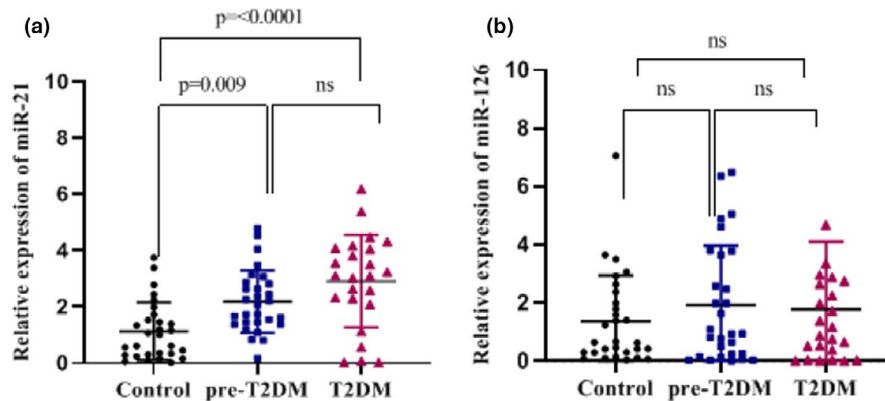 (a)
p=<0.0001
p=0.009
ns
Relative expression of miR-21
10
8
6
4
2
0
Control
pre-T2DM
T2DM
(b)
ns
ns
ns
Relative expression of miR-126
10
8
6
4
2
0
Control
pre-T2DM
T2DM